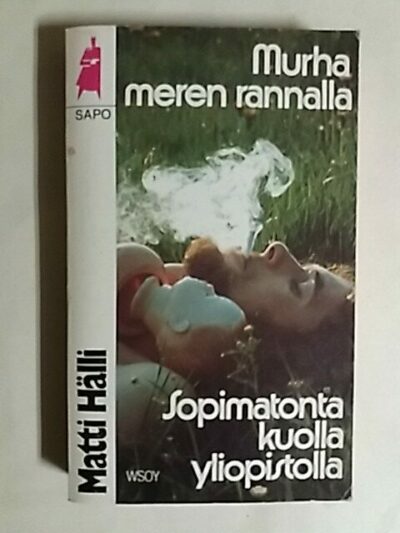 SAPO
Murha
meren rannalla
Matti Hälli
Sopimatonta
kuolla
yliopistolla
WSOY